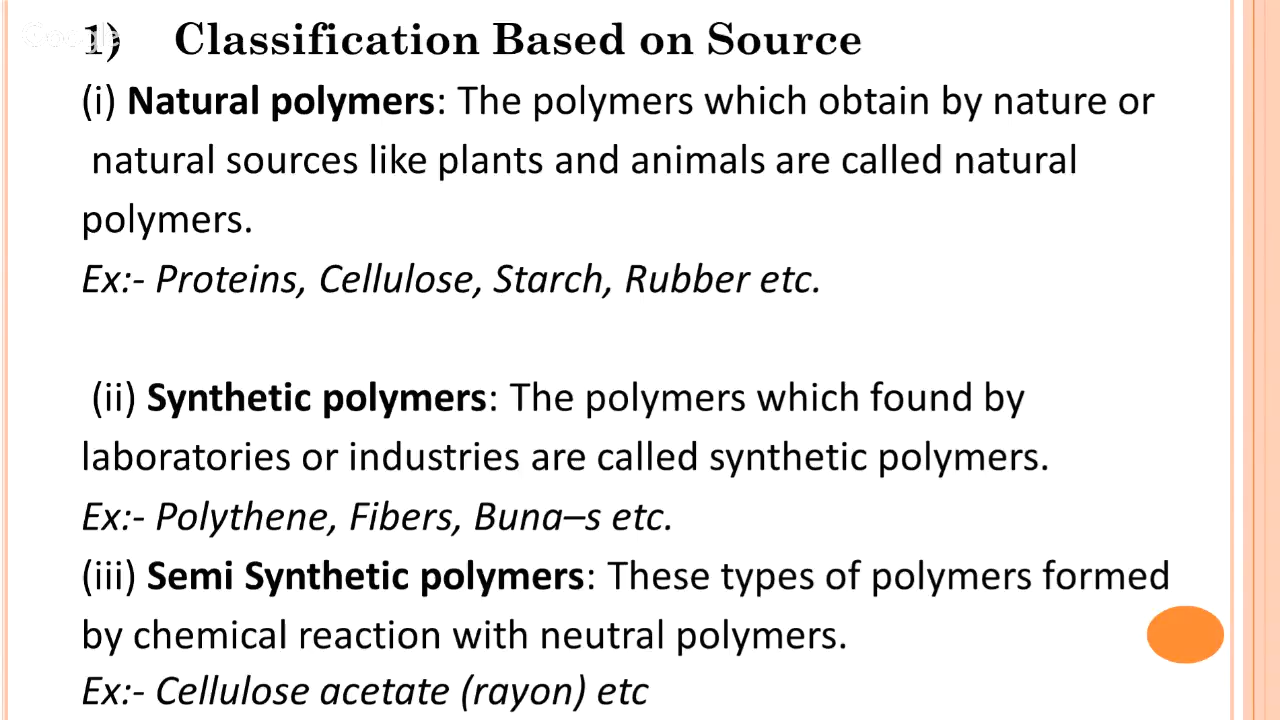 Google
1) Classification Based on Source
(i) Natural polymers: The polymers which obtain by nature or
natural sources like plants and animals are called natural
polymers.
Ex:- Proteins, Cellulose, Starch, Rubber etc.
(ii) Synthetic polymers: The polymers which found by
laboratories or industries are called synthetic polymers.
Ex:- Polythene, Fibers, Buna–s etc.
(iii) Semi Synthetic polymers: These types of polymers formed
by chemical reaction with neutral polymers.
Ex:- Cellulose acetate (rayon) etc